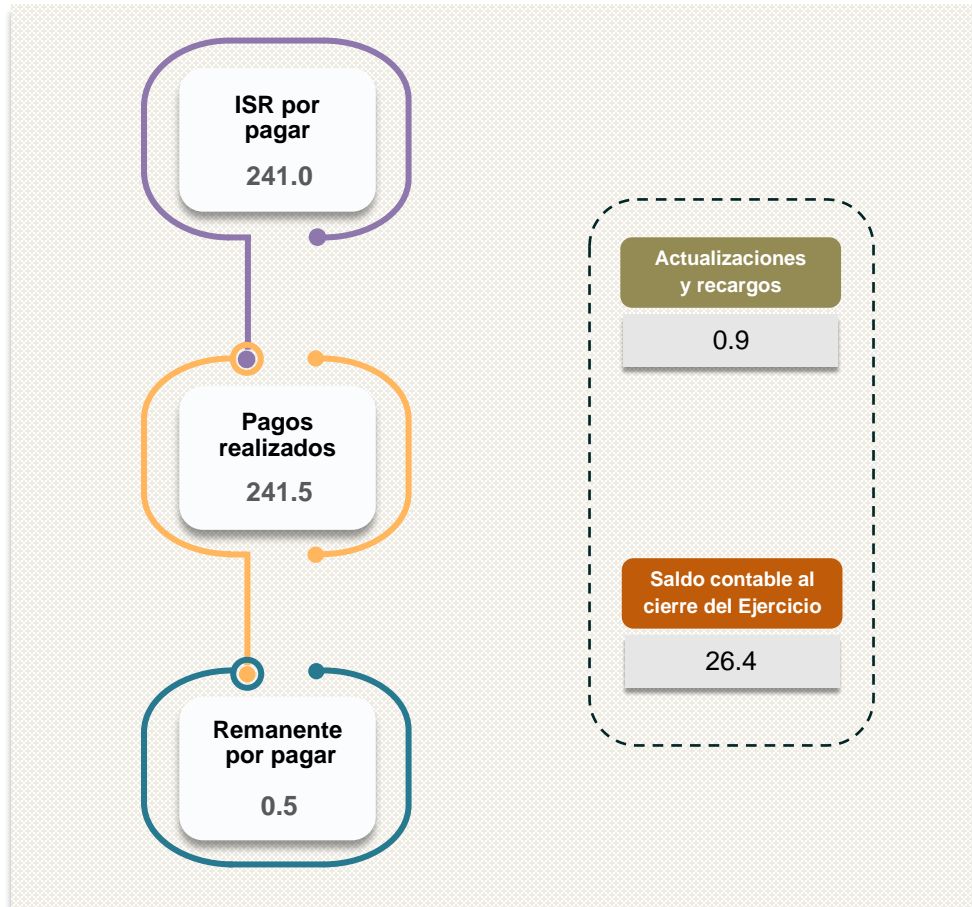 ISR por
pagar
241.0
Actualizaciones
y recargos
0.9
Pagos
realizados
241.5
Saldo contable al
cierre del Ejercicio
26.4
Remanente
por pagar
0.5